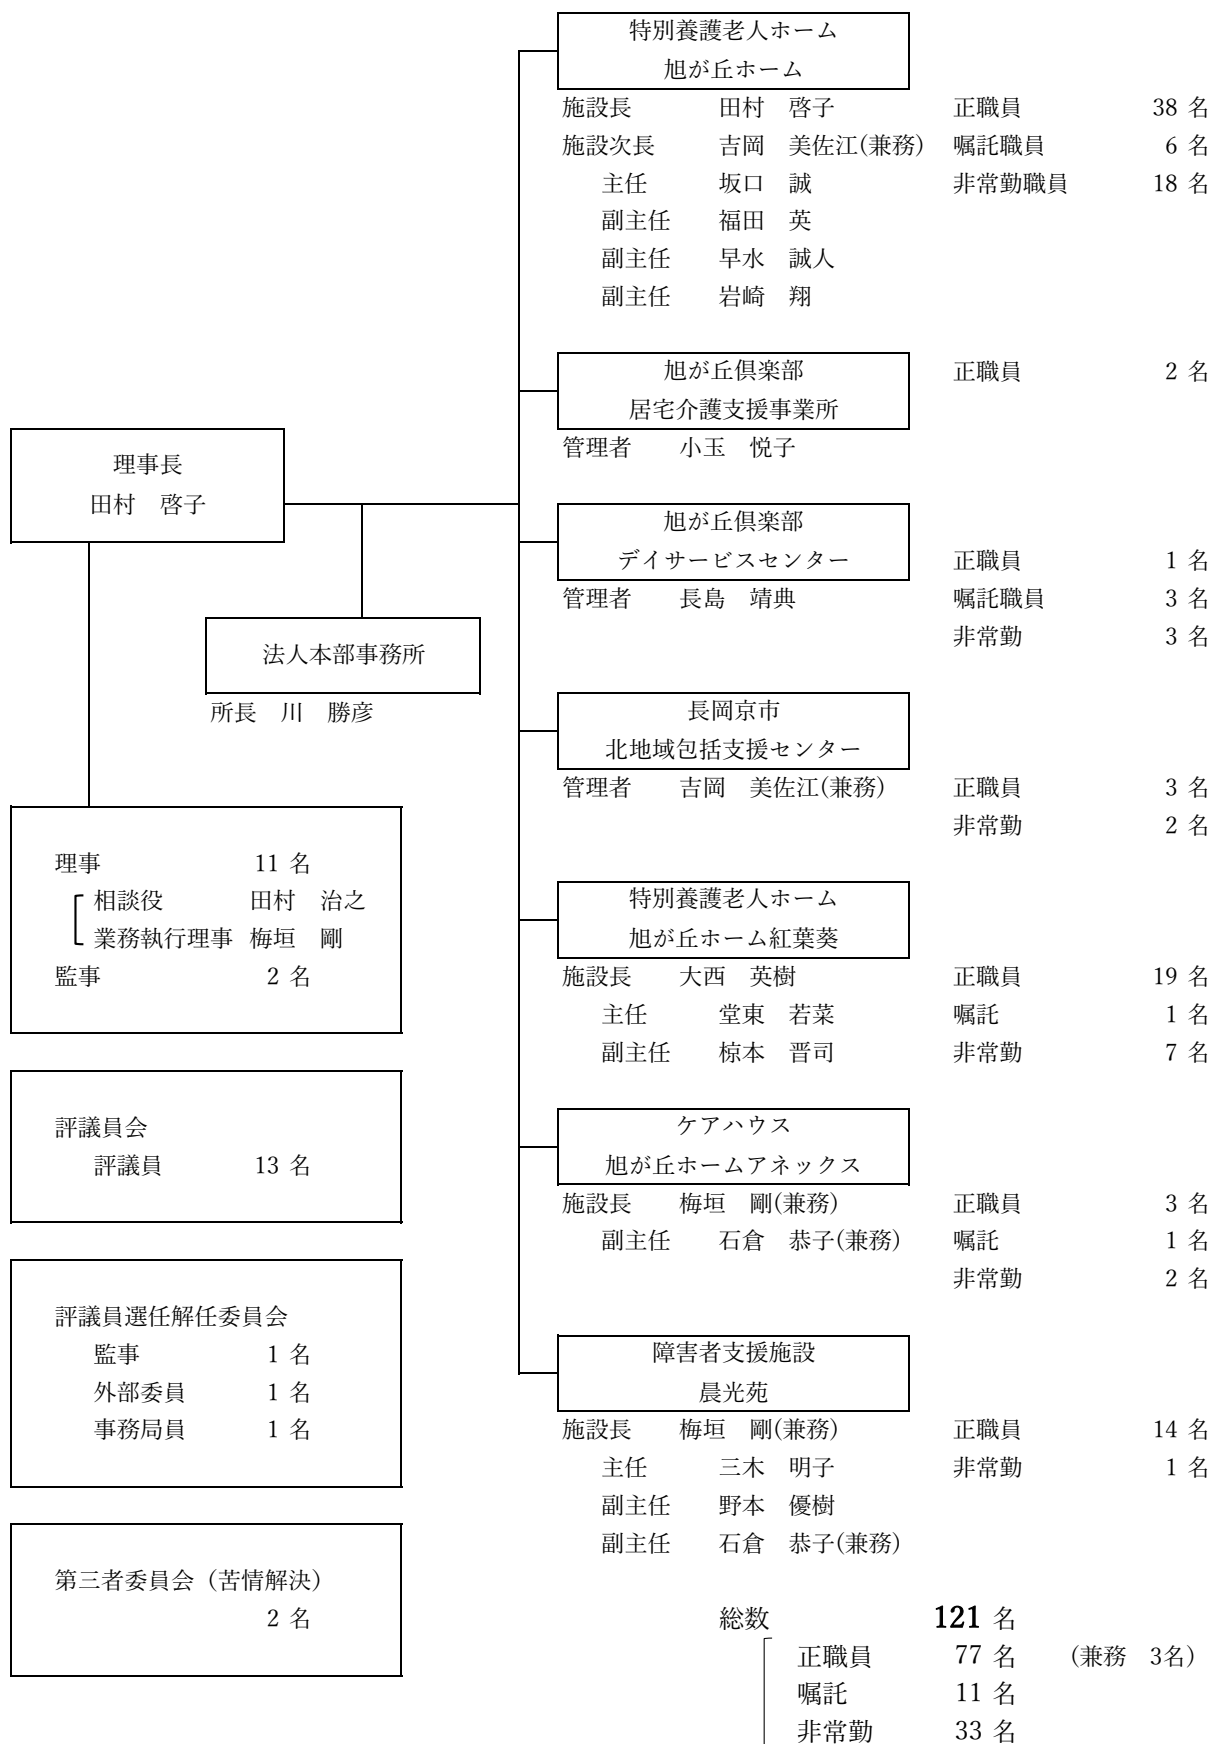 理事長
田村 啓子
法人本部事務所
所長 川 勝彦
理事 11 名
相談役 田村 治之
業務執行理事 梅垣 剛
監事 2 名
評議員会
評議員 13 名
評議員選任解任委員会
監事 1 名
外部委員 1 名
事務局員 1 名
第三者委員会（苦情解決）
2 名
特別養護老人ホーム
旭が丘ホーム
施設長 田村 啓子 正職員 38 名
施設次長 吉岡 美佐江(兼務) 嘱託職員 6 名
主任 坂口 誠 非常勤職員 18 名
副主任 福田 英
副主任 早水 誠人
副主任 岩崎 翔
旭が丘倶楽部 正職員 2 名
居宅介護支援事業所
管理者 小玉 悦子
旭が丘倶楽部
デイサービスセンター 正職員 1 名
管理者 長島 靖典 嘱託職員 3 名
非常勤 3 名
長岡京市
北地域包括支援センター
管理者 吉岡 美佐江(兼務) 正職員 3 名
非常勤 2 名
特別養護老人ホーム
旭が丘ホーム紅葉葵
施設長 大西 英樹 正職員 19 名
主任 堂東 若菜 嘱託 1 名
副主任 椋本 晋司 非常勤 7 名
ケアハウス
旭が丘ホームアネックス
施設長 梅垣 剛(兼務) 正職員 3 名
副主任 石倉 恭子(兼務) 嘱託 1 名
非常勤 2 名
障害者支援施設
晨光苑
施設長 梅垣 剛(兼務) 正職員 14 名
主任 三木 明子 非常勤 1 名
副主任 野本 優樹
副主任 石倉 恭子(兼務)
総数 121 名
正職員 77 名 (兼務 3名)
嘱託 11 名
非常勤 33 名